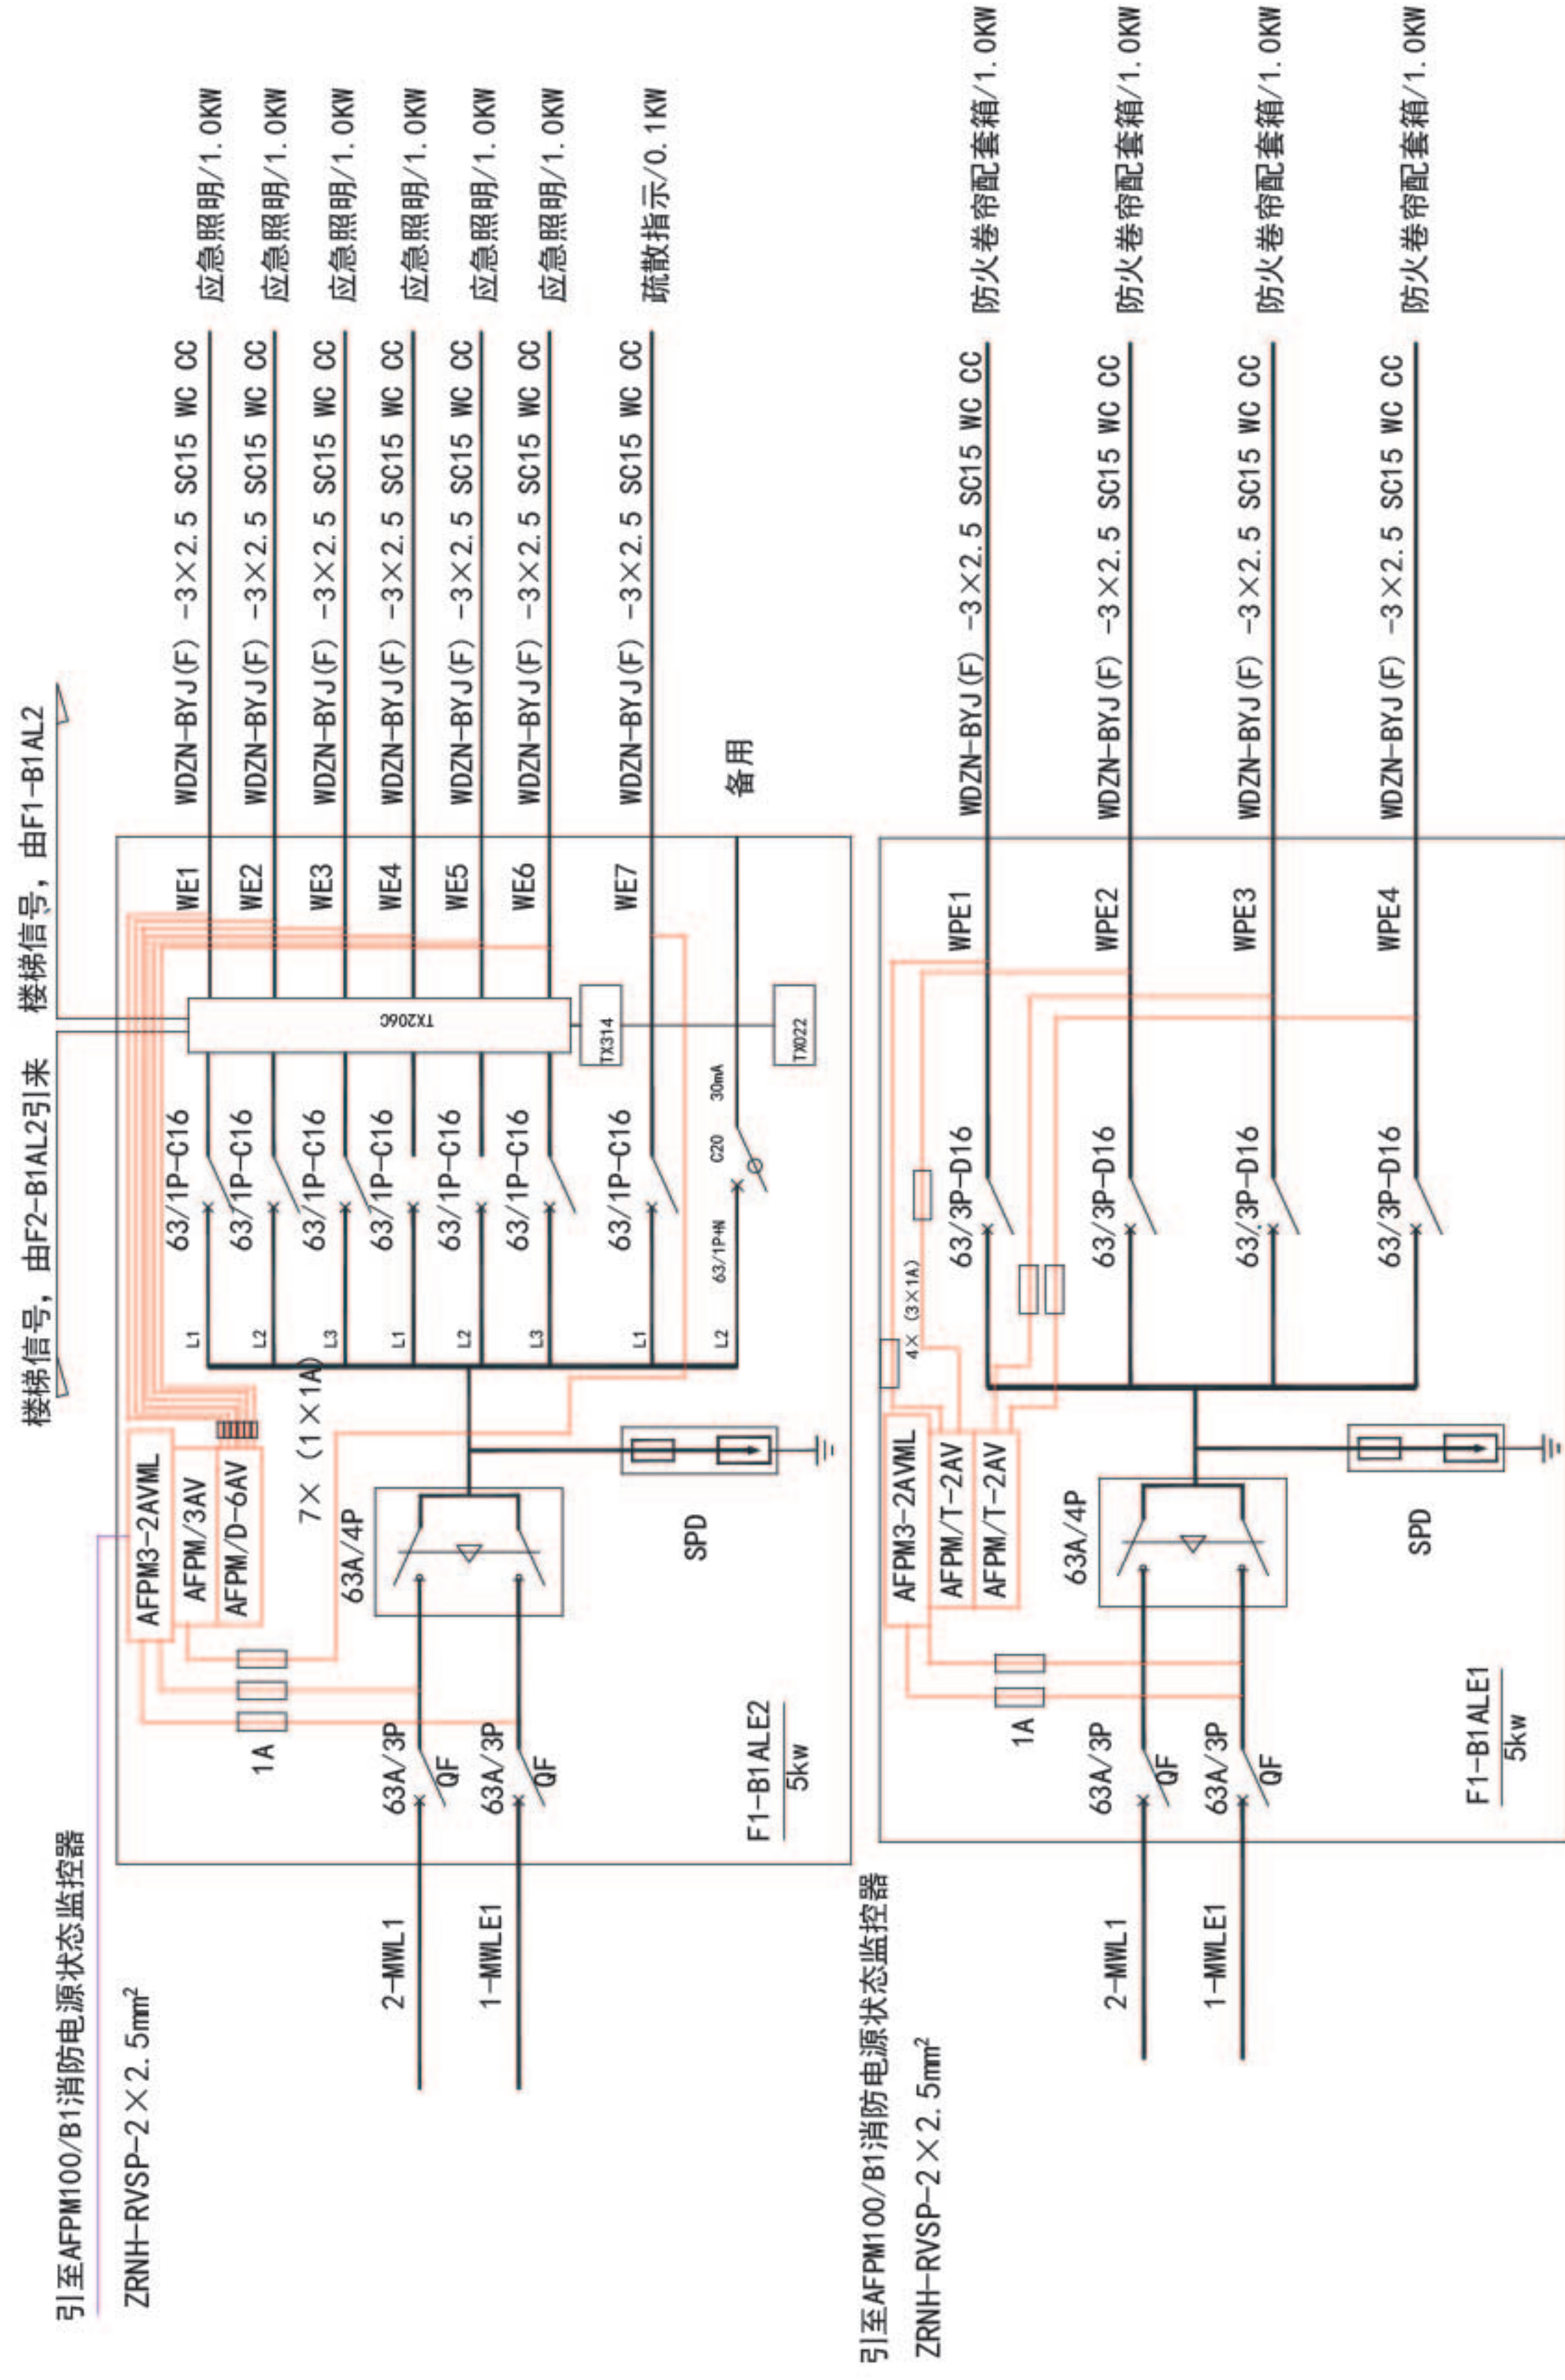 楼梯信号，由F2-B1AL2引来
楼梯信号，由F1-B1AL2
引至AFPM100/B1消防电源状态监控器
ZRNH-RVSP-2×2.5mm²
AFPM3-2AVML
AFPM/3AV
AFPM/D-6AV
1A
7×（1×1A）
63A/4P
2-MWL1
63A/3P
QF
1-MWLE1
63A/3P
QF
SPD
F1-B1ALE2
5kw
TX206C
TX314
TX022
L1 63/1P-C16 WE1 WDZN-BYJ(F) -3×2.5 SC15 WC CC 应急照明/1.0KW
L2 63/1P-C16 WE2 WDZN-BYJ(F) -3×2.5 SC15 WC CC 应急照明/1.0KW
L3 63/1P-C16 WE3 WDZN-BYJ(F) -3×2.5 SC15 WC CC 应急照明/1.0KW
L1 63/1P-C16 WE4 WDZN-BYJ(F) -3×2.5 SC15 WC CC 应急照明/1.0KW
L2 63/1P-C16 WE5 WDZN-BYJ(F) -3×2.5 SC15 WC CC 应急照明/1.0KW
L3 63/1P-C16 WE6 WDZN-BYJ(F) -3×2.5 SC15 WC CC 应急照明/1.0KW
L1 63/1P-C16 WE7 WDZN-BYJ(F) -3×2.5 SC15 WC CC 疏散指示/0.1KW
L2 63/1P+N C20 30mA 备用
引至AFPM100/B1消防电源状态监控器
ZRNH-RVSP-2×2.5mm²
AFPM3-2AVML
AFPM/T-2AV
AFPM/T-2AV
1A
4×（3×1A）
63A/4P
2-MWL1
63A/3P
QF
1-MWLE1
63A/3P
QF
SPD
F1-B1ALE1
5kw
63/3P-D16 WPE1 WDZN-BYJ(F) -3×2.5 SC15 WC CC 防火卷帘配套箱/1.0KW
63/3P-D16 WPE2 WDZN-BYJ(F) -3×2.5 SC15 WC CC 防火卷帘配套箱/1.0KW
63/3P-D16 WPE3 WDZN-BYJ(F) -3×2.5 SC15 WC CC 防火卷帘配套箱/1.0KW
63/3P-D16 WPE4 WDZN-BYJ(F) -3×2.5 SC15 WC CC 防火卷帘配套箱/1.0KW